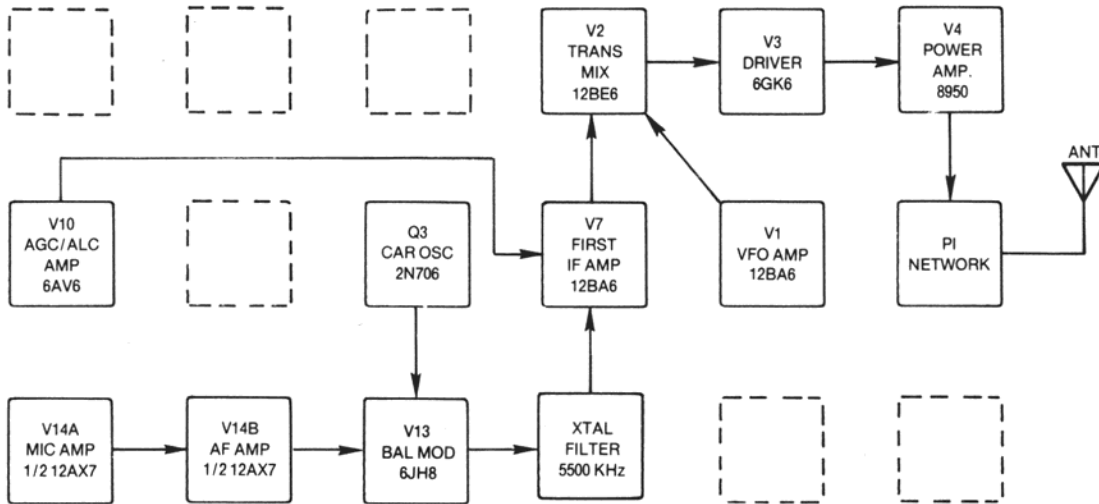 V2
TRANS
MIX
12BE6
V3
DRIVER
6GK6
V4
POWER
AMP.
8950
ANT
V10
AGC/ALC
AMP
6AV6
Q3
CAR OSC
2N706
V7
FIRST
IF AMP
12BA6
V1
VFO AMP
12BA6
PI
NETWORK
V14A
MIC AMP
1/2 12AX7
V14B
AF AMP
1/2 12AX7
V13
BAL MOD
6JH8
XTAL
FILTER
5500 KHz